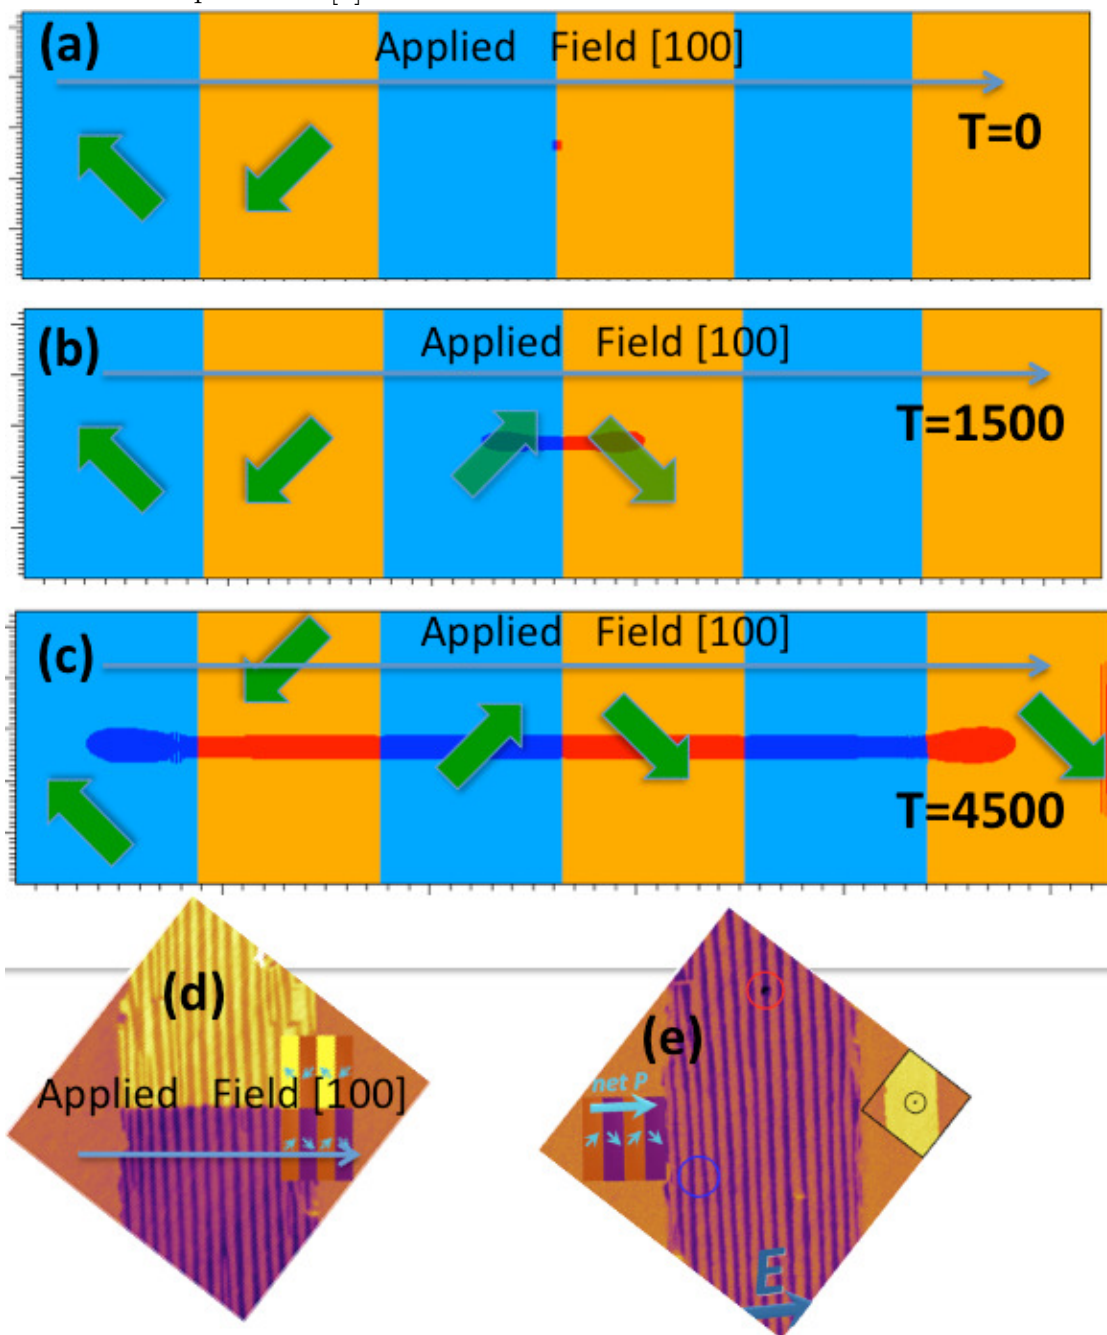 (a)
Applied Field [100]
T=0
(b)
Applied Field [100]
T=1500
(c)
Applied Field [100]
T=4500
(d)
Applied Field [100]
(e)
net P
E